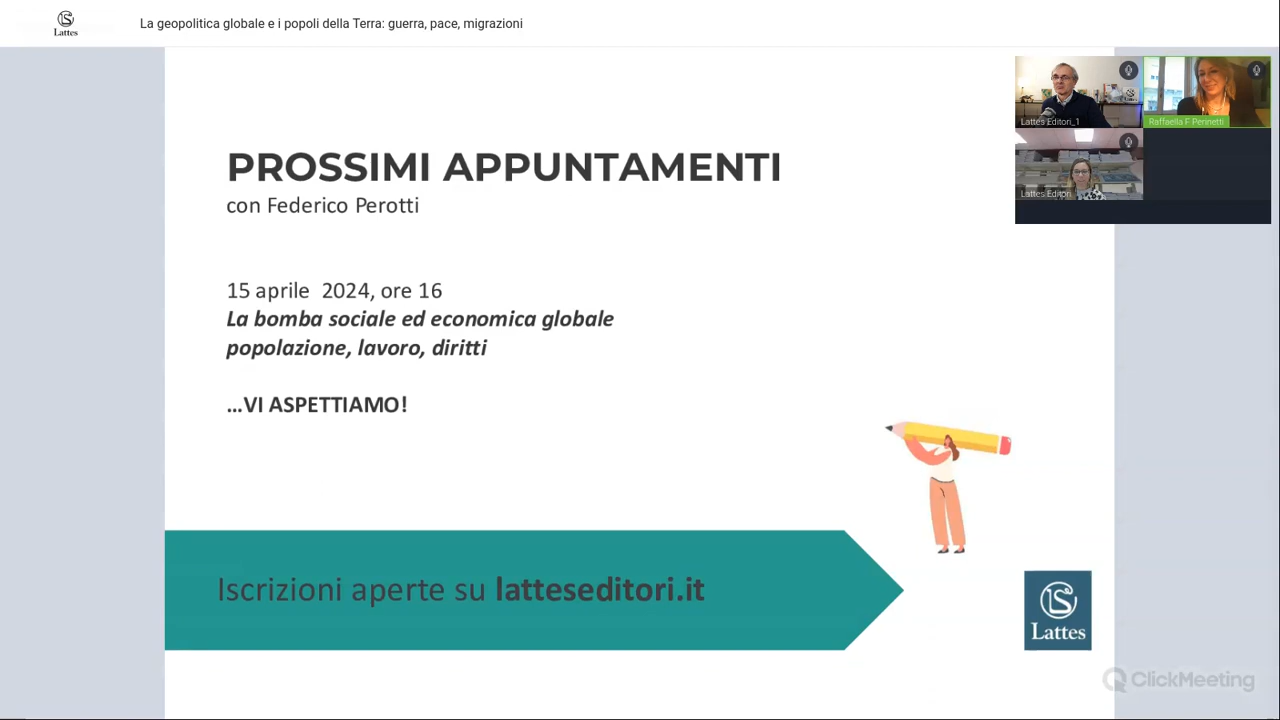 Lattes
La geopolitica globale e i popoli della Terra: guerra, pace, migrazioni
Lattes Editori_1
Raffaella F Perinetti
Lattes Editori
PROSSIMI APPUNTAMENTI
con Federico Perotti
15 aprile  2024, ore 16
La bomba sociale ed economica globale
popolazione, lavoro, diritti
...VI ASPETTIAMO!
Iscrizioni aperte su latteseditori.it
Lattes
ClickMeeting